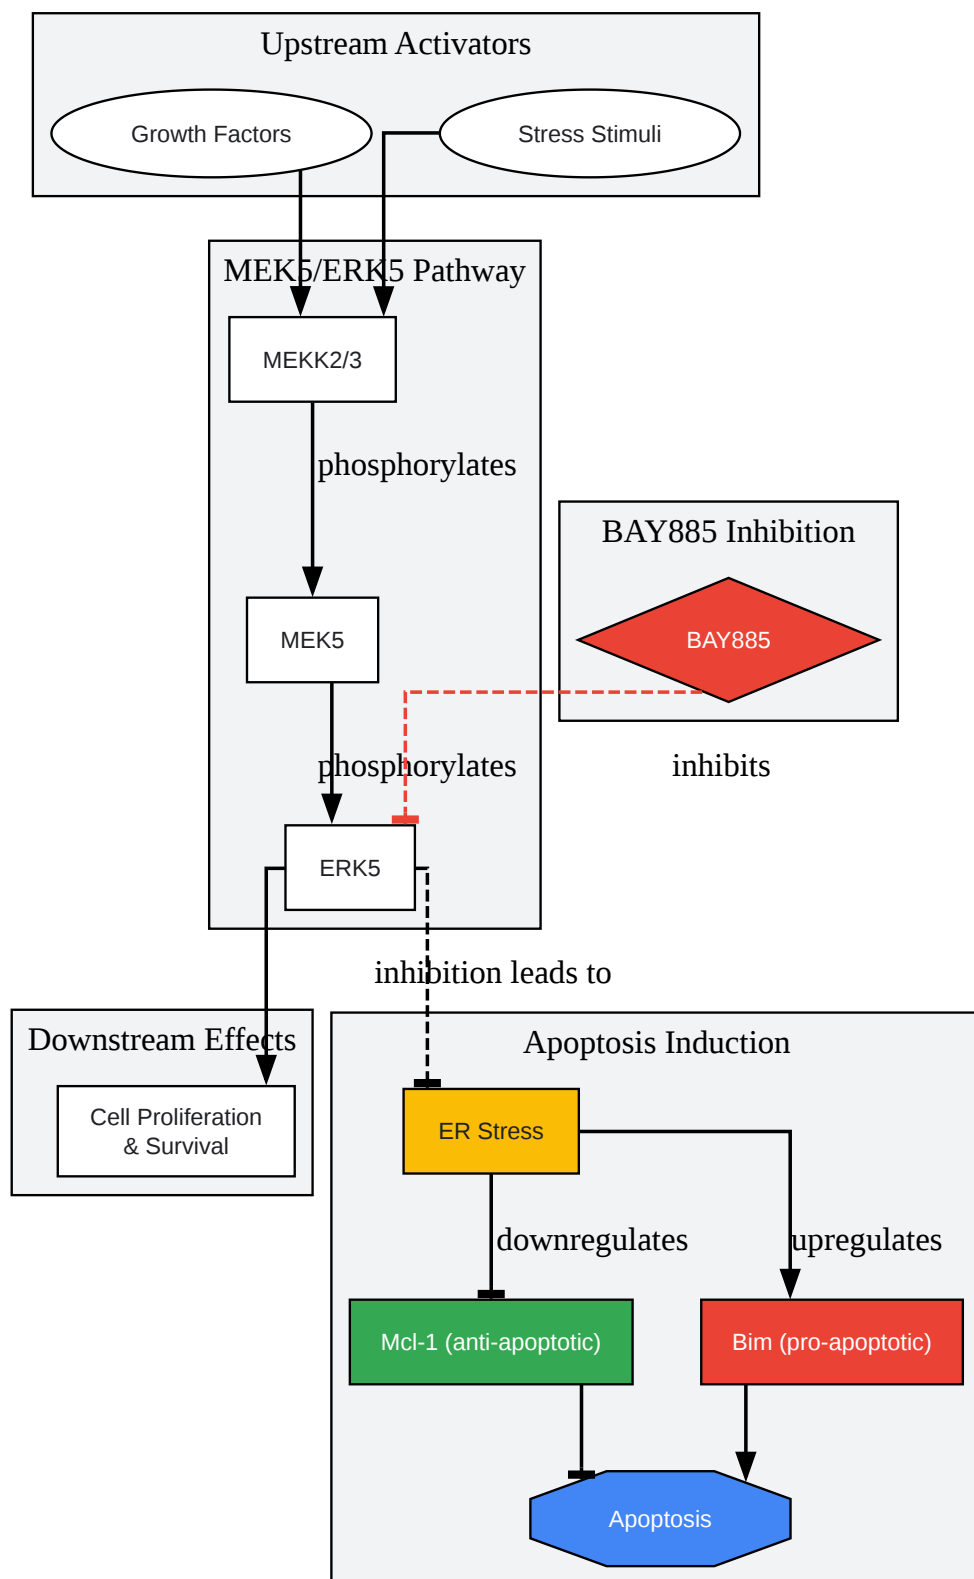 Upstream Activators
Growth Factors
Stress Stimuli
MEK5/ERK5 Pathway
MEKK2/3
phosphorylates
BAY885 Inhibition
MEK5
BAY885
phosphorylates
inhibits
ERK5
inhibition leads to
Downstream Effects
Apoptosis Induction
Cell Proliferation
& Survival
ER Stress
downregulates
upregulates
Mcl-1 (anti-apoptotic)
Bim (pro-apoptotic)
Apoptosis